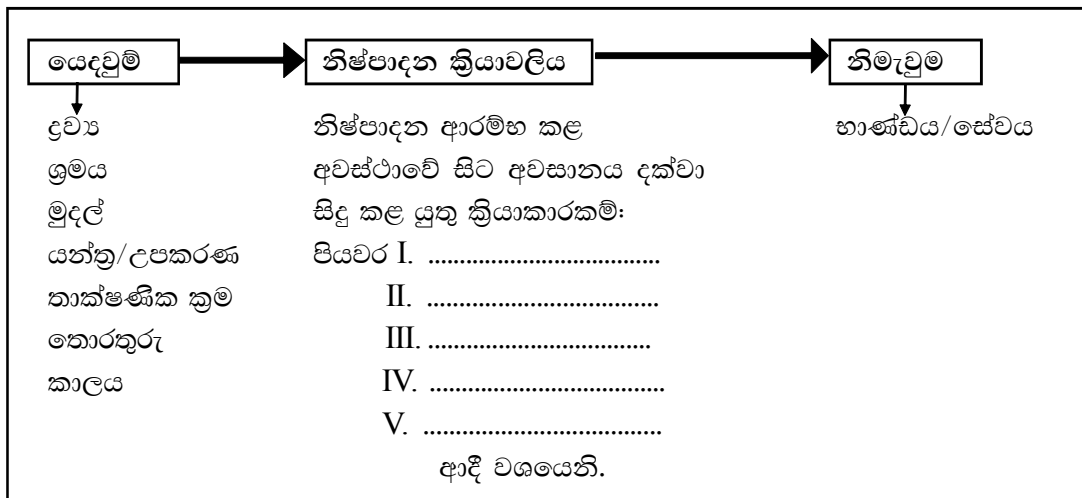 යෙදවුම් නිෂ්පාදන ක්‍රියාවලිය නිමැවුම
ද්‍රව්‍ය නිෂ්පාදන ආරම්භ කළ භාණ්ඩය/සේවය
ශ්‍රමය අවස්ථාවේ සිට අවසානය දක්වා
මුදල් සිදු කළ යුතු ක්‍රියාකාරකම්:
යන්ත්‍ර/උපකරණ පියවර I. ....................................
තාක්ෂණික ක්‍රම II. ....................................
තොරතුරු III. ...................................
කාලය IV. .....................................
V. .....................................
ආදී වශයෙනි.